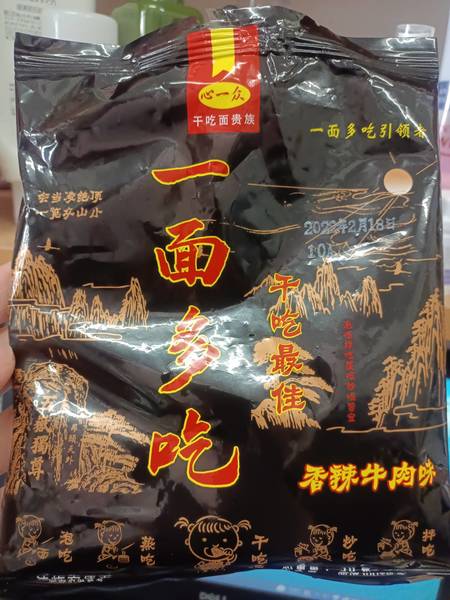 心一众
干吃面贵族
一面多吃引领者
会当凌绝顶
一览众山小
2022年2月18日
一面多吃
干吃最佳
香辣牛肉味
泡吃
蒸吃
干吃
炒吃
拌吃